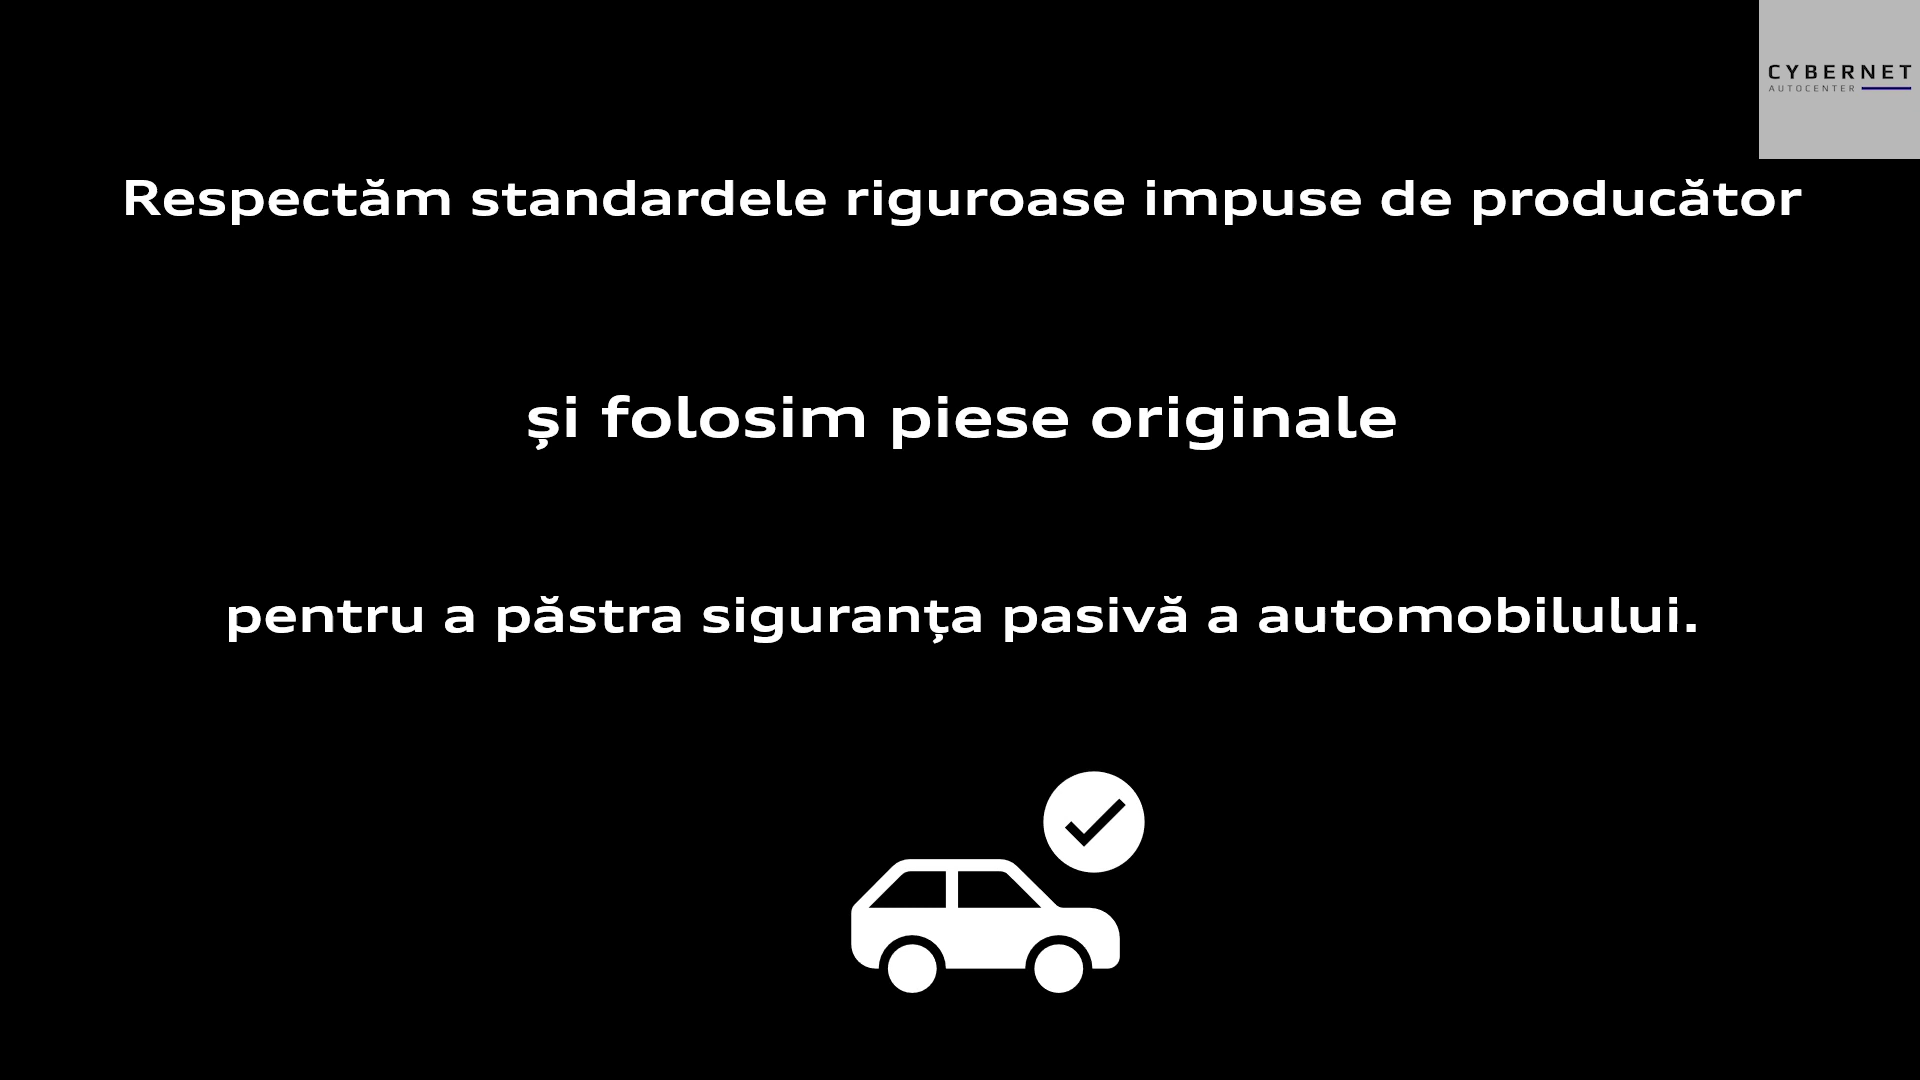 CYBERNET
AUTOCENTER
Respectăm standardele riguroase impuse de producător
și folosim piese originale
pentru a păstra siguranța pasivă a automobilului.